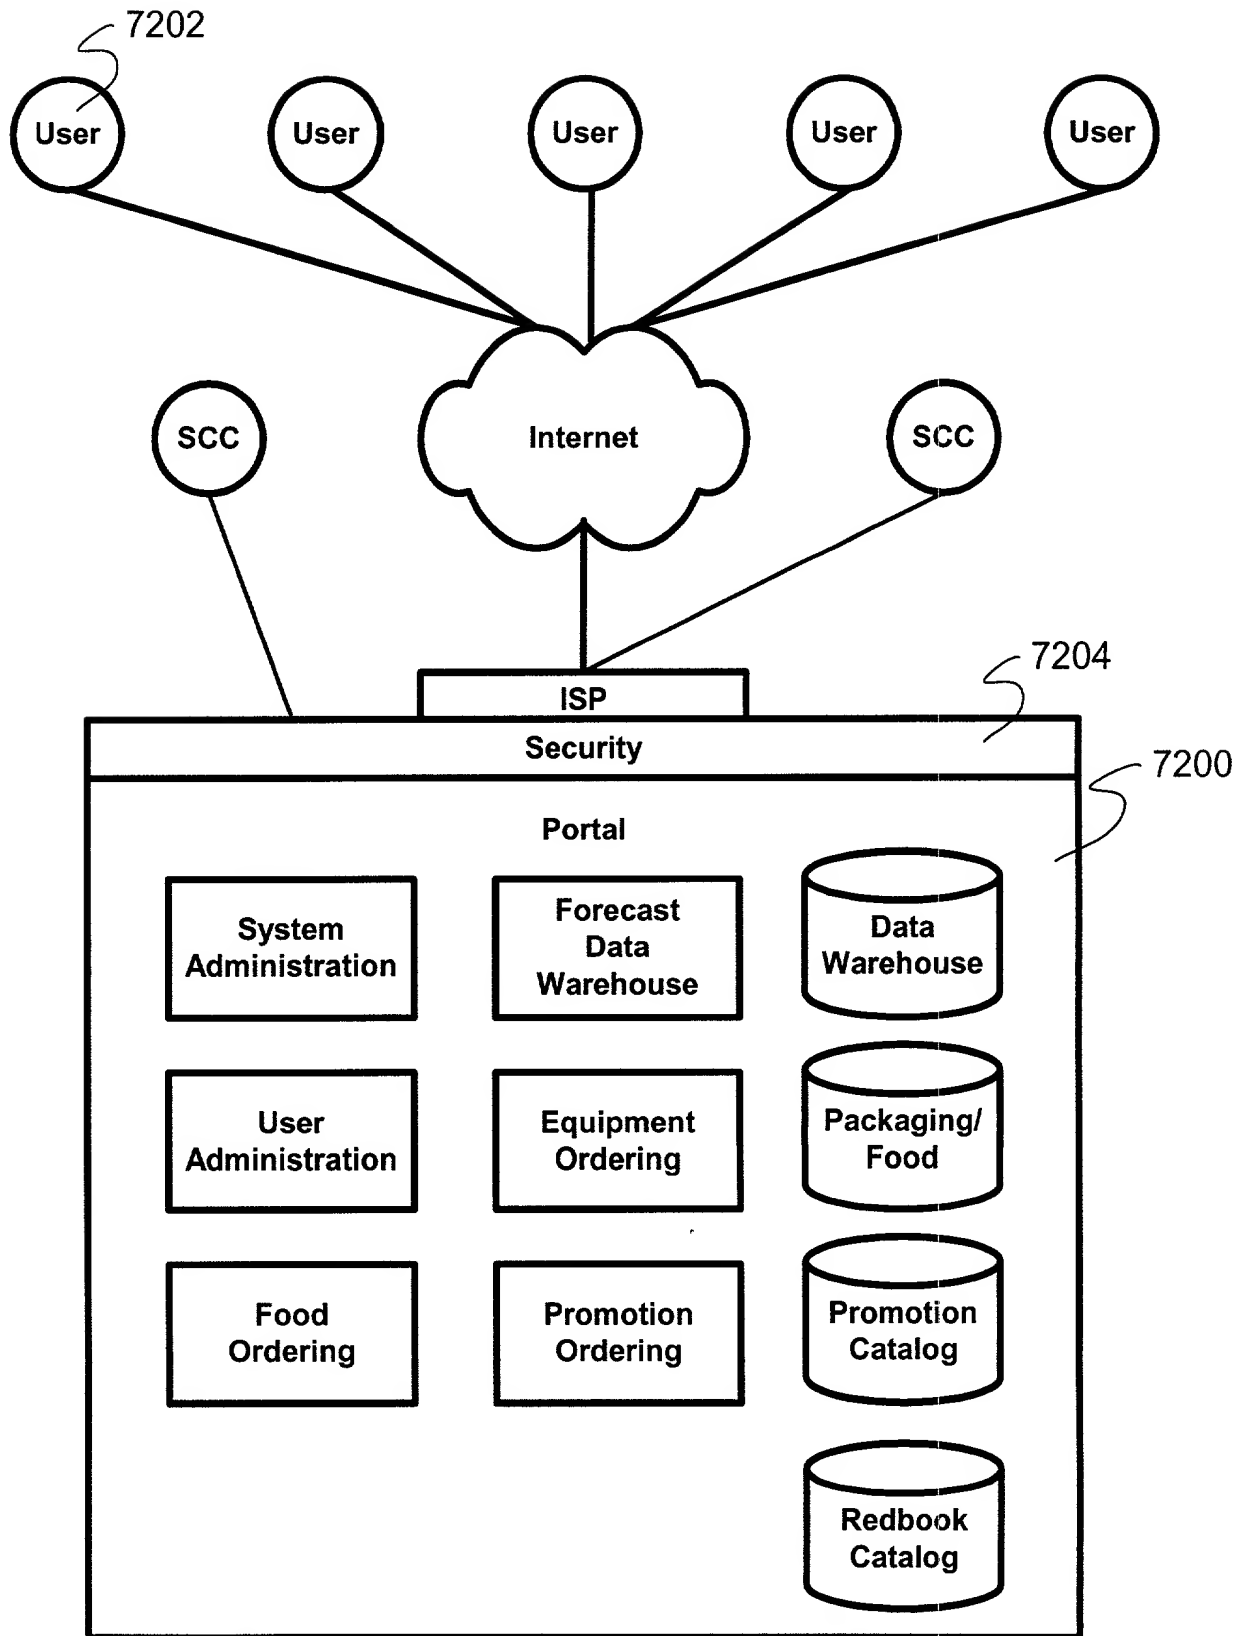 7202
User
User
User
User
User
SCC
Internet
SCC
7204
ISP
Security
7200
Portal
System
Administration
Forecast
Data
Warehouse
Data
Warehouse
User
Administration
Equipment
Ordering
Packaging/
Food
Food
Ordering
Promotion
Ordering
Promotion
Catalog
Redbook
Catalog